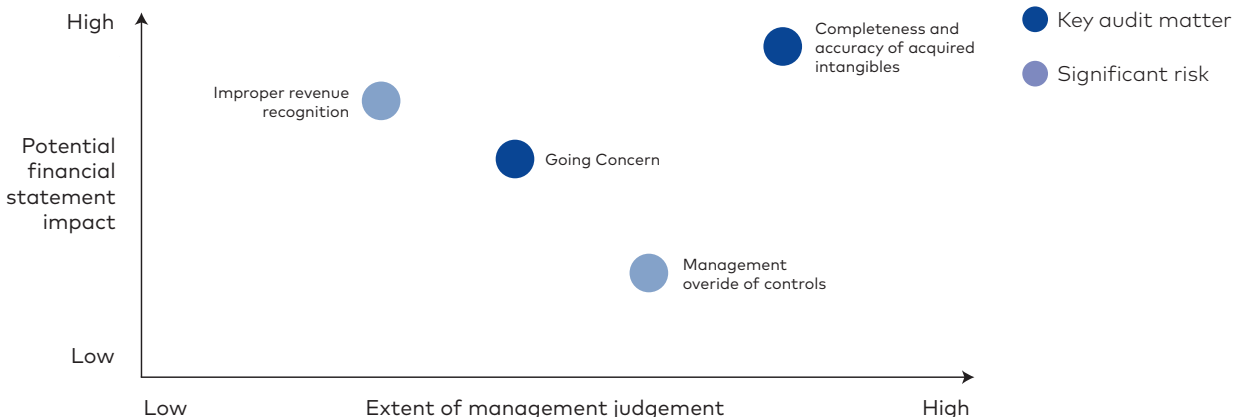 High
Completeness and
accuracy of acquired
intangibles
Key audit matter
Significant risk
Improper revenue
recognition
Potential
financial
statement
impact
Going Concern
Management
overide of controls
Low
Low
Extent of management judgement
High